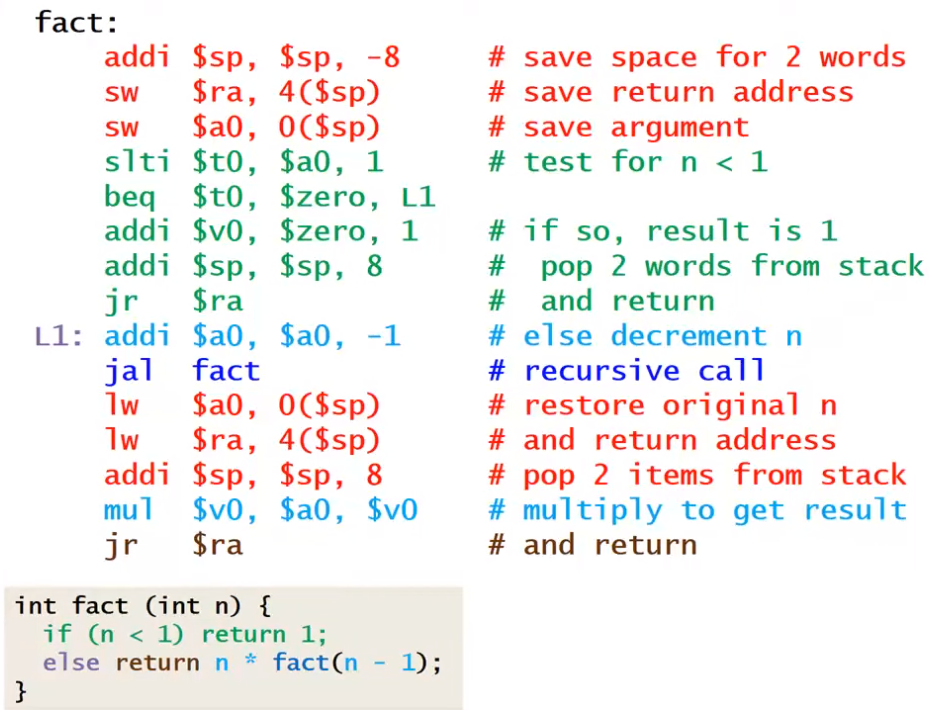 fact:
addi $sp, $sp, -8 # save space for 2 words
sw $ra, 4($sp) # save return address
sw $a0, 0($sp) # save argument
slti $t0, $a0, 1 # test for n < 1
beq $t0, $zero, L1
addi $v0, $zero, 1 # if so, result is 1
addi $sp, $sp, 8 # pop 2 words from stack
jr $ra # and return
L1: addi $a0, $a0, -1 # else decrement n
jal fact # recursive call
lw $a0, 0($sp) # restore original n
lw $ra, 4($sp) # and return address
addi $sp, $sp, 8 # pop 2 items from stack
mul $v0, $a0, $v0 # multiply to get result
jr $ra # and return
int fact (int n) {
if (n < 1) return 1;
else return n * fact(n - 1);
}